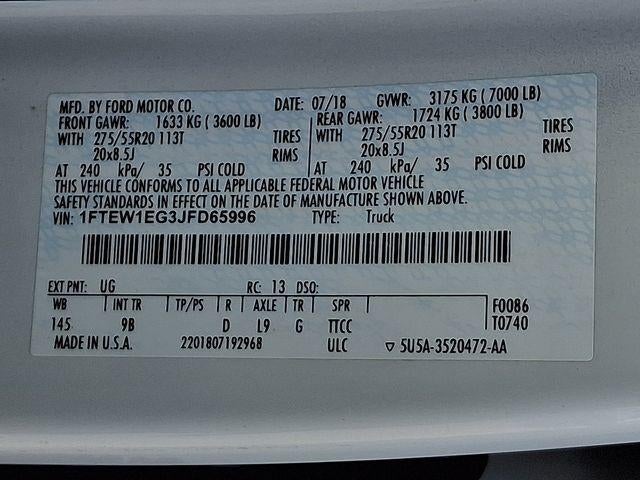 MFD. BY FORD MOTOR CO. DATE: 07/18 GVWR: 3175 KG (7000 LB)
FRONT GAWR: 1633 KG (3600 LB) REAR GAWR: 1724 KG (3800 LB)
WITH 275/55R20 113T TIRES WITH 275/55R20 113T TIRES
20x8.5J RIMS 20x8.5J RIMS
AT 240 kPa/ 35 PSI COLD AT 240 kPa/ 35 PSI COLD
THIS VEHICLE CONFORMS TO ALL APPLICABLE FEDERAL MOTOR VEHICLE
SAFETY STANDARDS IN EFFECT ON THE DATE OF MANUFACTURE SHOWN ABOVE.
VIN: 1FTEW1EG3JFD65996 TYPE: Truck
EXT PNT: UG RC: 13 DSO:
WB INT TR TP/PS R AXLE TR SPR F0086
145 9B D L9 G TTCC T0740
MADE IN U.S.A. 2201807192968 ULC ▽ 5U5A-3520472-AA